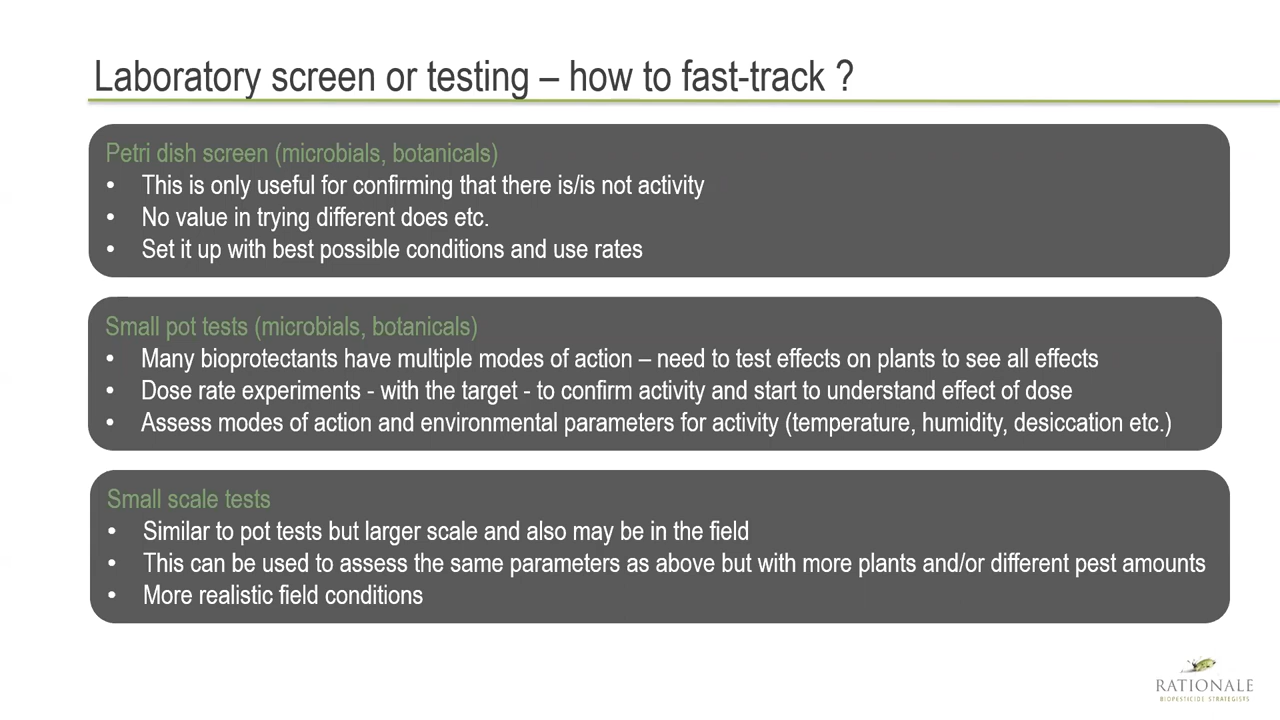 Laboratory screen or testing – how to fast-track ?
Petri dish screen (microbials, botanicals)
• This is only useful for confirming that there is/is not activity
• No value in trying different does etc.
• Set it up with best possible conditions and use rates
Small pot tests (microbials, botanicals)
• Many bioprotectants have multiple modes of action – need to test effects on plants to see all effects
• Dose rate experiments - with the target - to confirm activity and start to understand effect of dose
• Assess modes of action and environmental parameters for activity (temperature, humidity, desiccation etc.)
Small scale tests
• Similar to pot tests but larger scale and also may be in the field
• This can be used to assess the same parameters as above but with more plants and/or different pest amounts
• More realistic field conditions
RATIONALE
BIOPESTICIDE STRATEGISTS